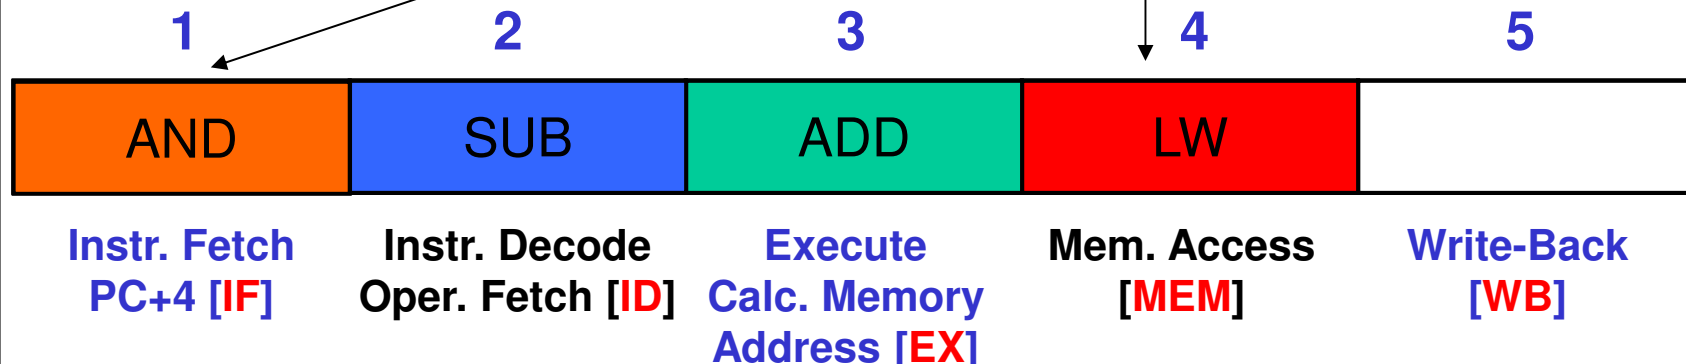 1 2 3 4 5
AND SUB ADD LW
Instr. Fetch Instr. Decode Execute Mem. Access Write-Back
PC+4 [IF] Oper. Fetch [ID] Calc. Memory [MEM] [WB]
Address [EX]